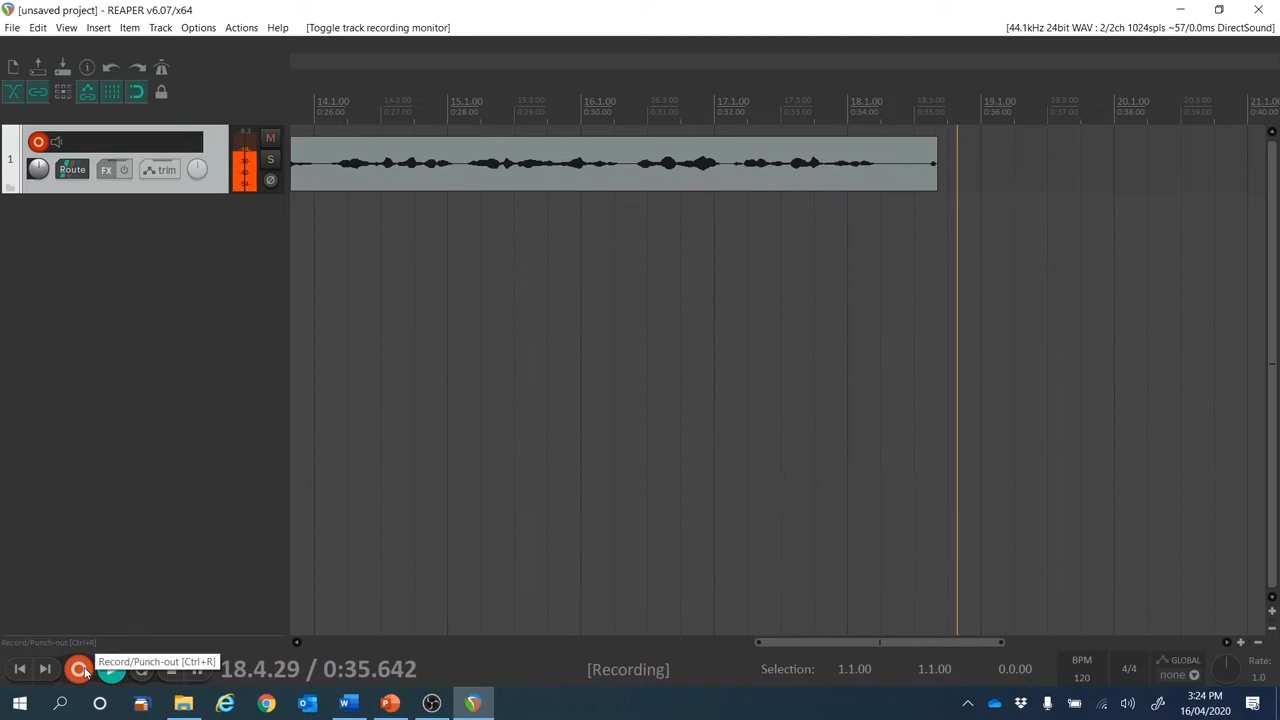 [unsaved project] - REAPER v6.07/x64
File Edit View Insert Item Track Options Actions Help [Toggle track recording monitor] [44.1kHz 24bit WAV : 2/2ch 1024spls ~57/0.0ms DirectSound]
14.1.00 14.3.00 15.1.00 15.3.00 16.1.00 16.3.00 17.1.00 17.3.00 18.1.00 18.3.00 19.1.00 19.3.00 20.1.00 20.3.00 21.1.0
0:26.00 0:27.00 0:28.00 0:29.00 0:30.00 0:31.00 0:32.00 0:33.00 0:34.00 0:35.00 0:36.00 0:37.00 0:38.00 0:39.00 0:40.00
-9.3
M
1
S
Route FX trim
-54-
Record/Punch-out [Ctrl+R]
Record/Punch-out [Ctrl+R]
18.4.29 / 0:35.642 [Recording] Selection: 1.1.00 1.1.00 0.0.00
BPM
120
4/4
GLOBAL
none
Rate:
1.0
3:24 PM
16/04/2020